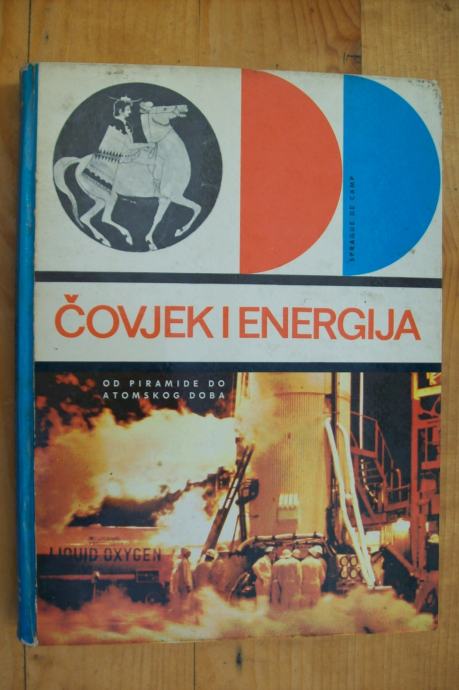 SPRAGUE DE CAMP
ČOVJEK I ENERGIJA
OD PIRAMIDE DO
ATOMSKOG DOBA
LIQUID OXYGEN